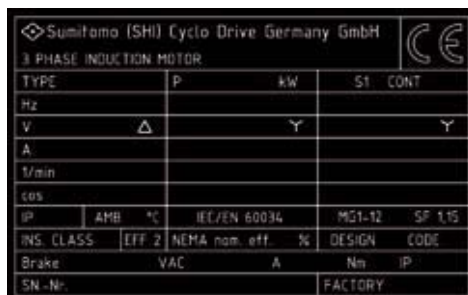 Sumitomo (SHI) Cyclo Drive Germany GmbH CE
3 PHASE INDUCTION MOTOR
TYPE P kW S1 CONT
Hz
V Δ Y Y
A
1/min
cos
IP AMB °C IEC/EN 60034 MG1-12 SF 1,15
INS. CLASS EFF 2 NEMA nom. eff. % DESIGN CODE
Brake VAC A Nm IP
SN.-Nr. FACTORY